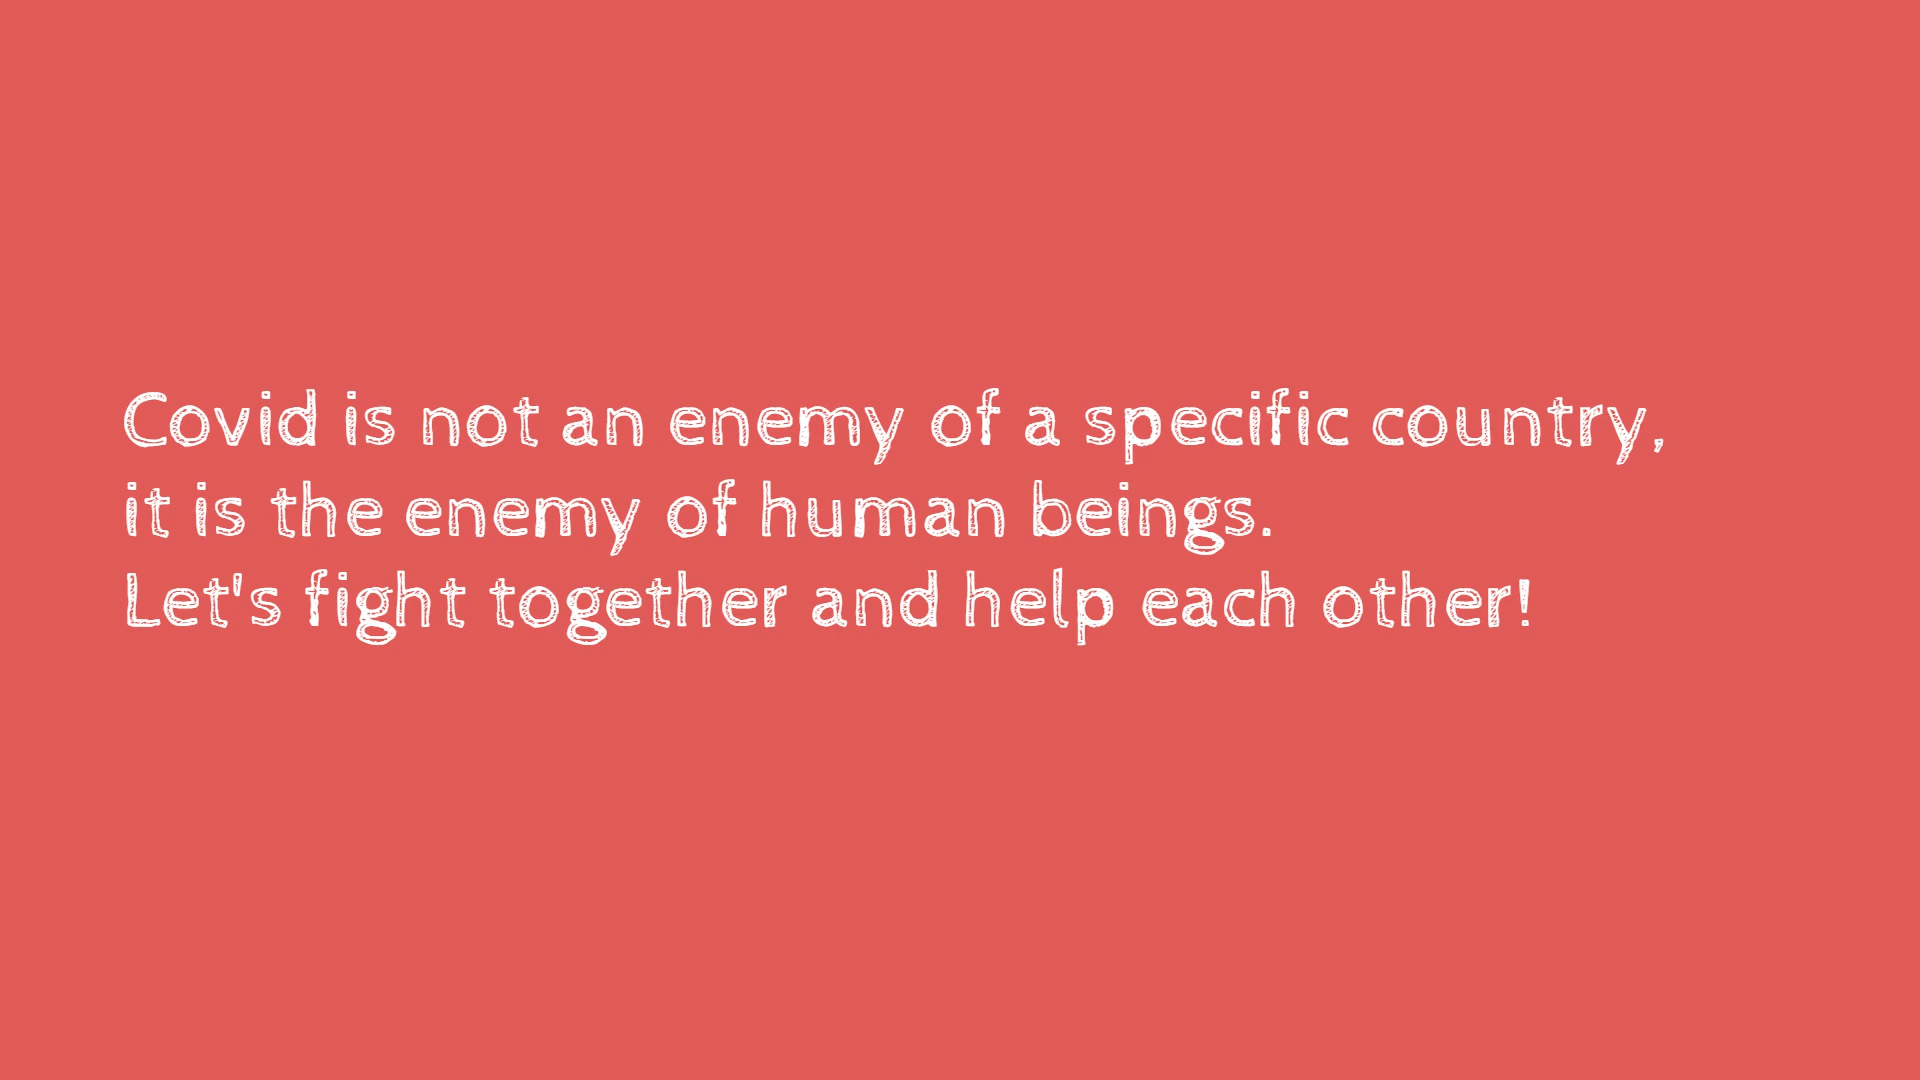 Covid is not an enemy of a specific country,
it is the enemy of human beings.
Let's fight together and help each other!